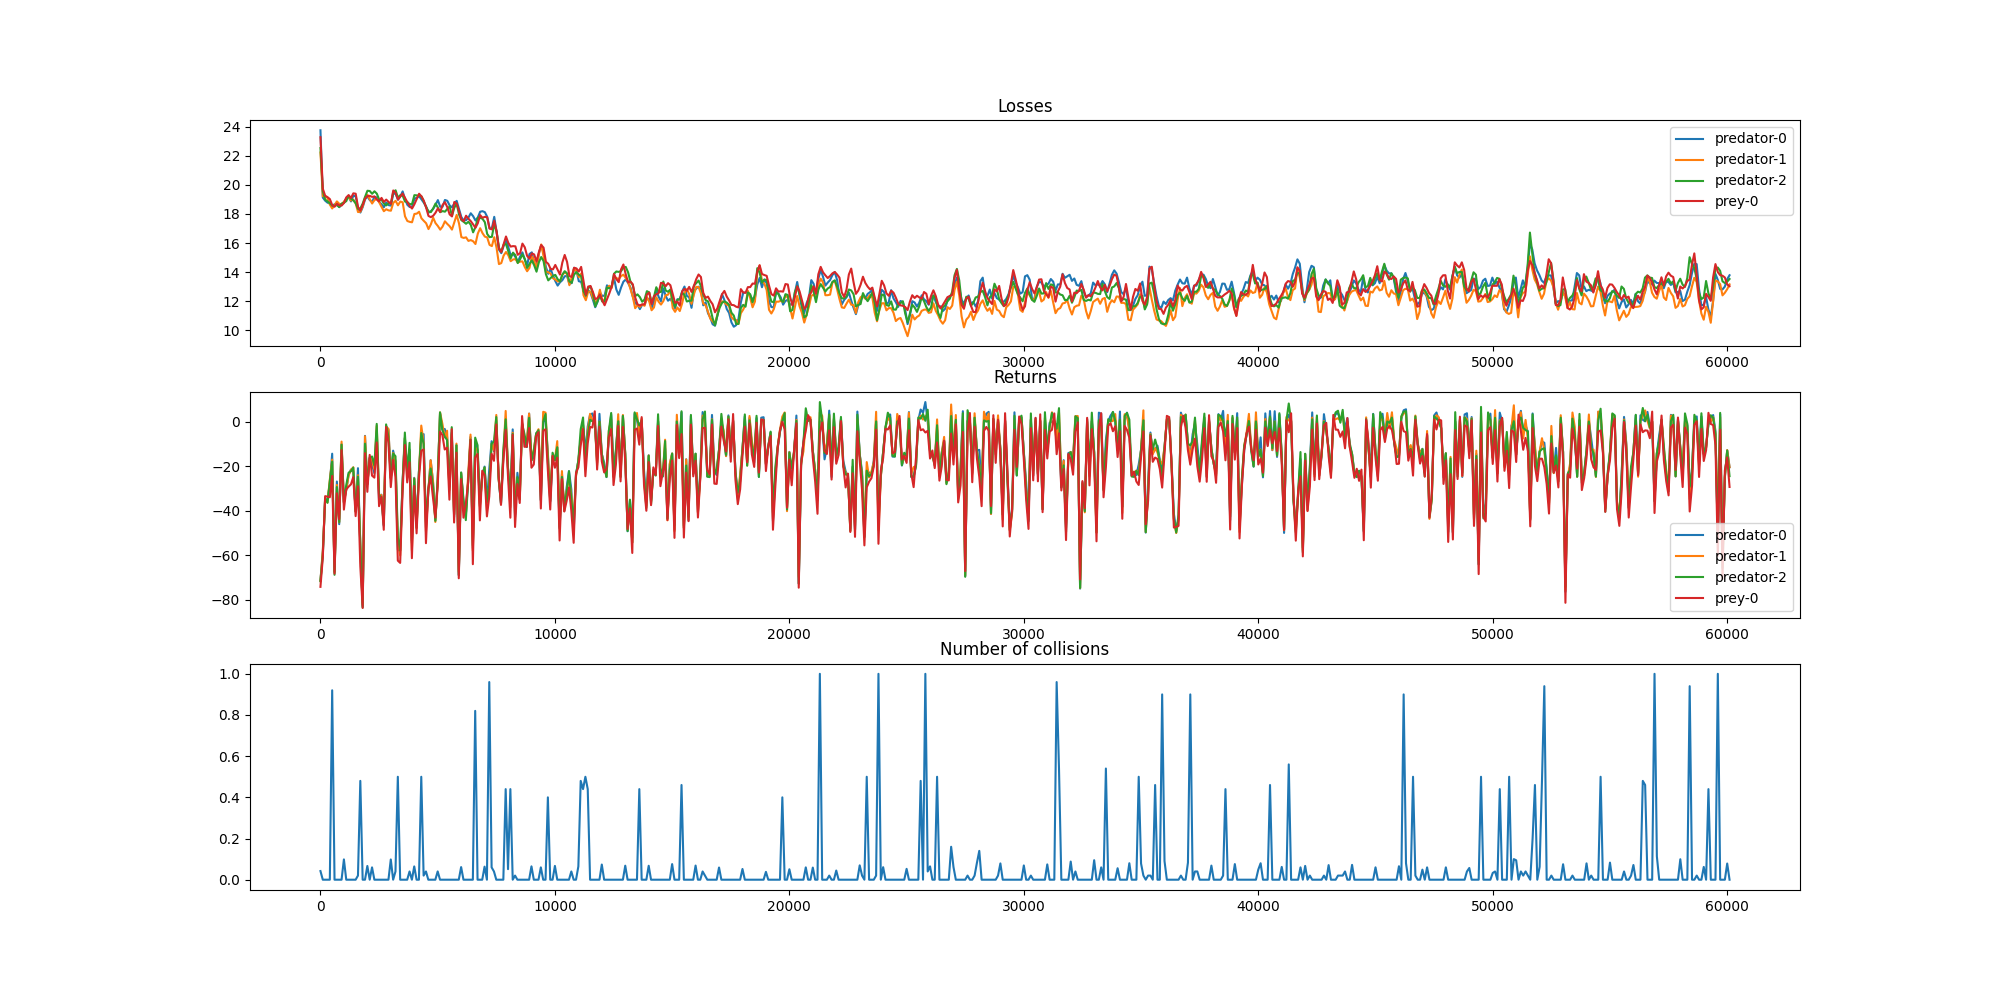 Losses
24
22
20
18
16
14
12
10
predator-0
predator-1
predator-2
prey-0
0 10000 20000 30000 40000 50000 60000
Returns
0
−20
−40
−60
−80
predator-0
predator-1
predator-2
prey-0
0 10000 20000 30000 40000 50000 60000
Number of collisions
1.0
0.8
0.6
0.4
0.2
0.0
0 10000 20000 30000 40000 50000 60000